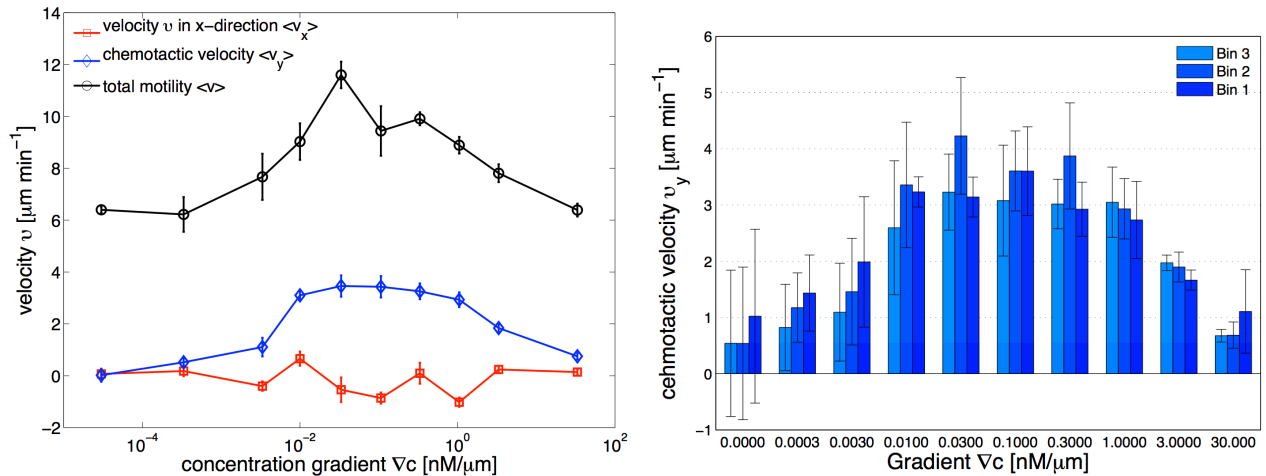 velocity υ in x-direction <v_x>
chemotactic velocity <v_y>
total motility <v>
14
12
10
8
6
4
2
0
−2
velocity υ [μm min⁻¹]
10⁻⁴
10⁻²
10⁰
10²
concentration gradient ∇c [nM/μm]
Bin 3
Bin 2
Bin 1
6
5
4
3
2
1
0
−1
cehmotactic velocity υ_y [μm min⁻¹]
0.0000 0.0003 0.0030 0.0100 0.0300 0.1000 0.3000 1.0000 3.0000 30.000
Gradient ∇c [nM/μm]